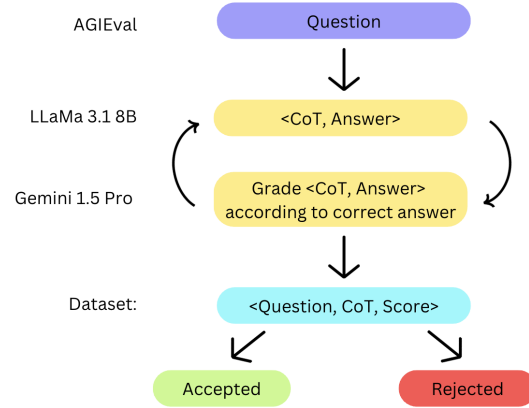 AGIEval
Question
LLaMa 3.1 8B
<CoT, Answer>
Gemini 1.5 Pro
Grade <CoT, Answer>
according to correct answer
Dataset:
<Question, CoT, Score>
Accepted
Rejected